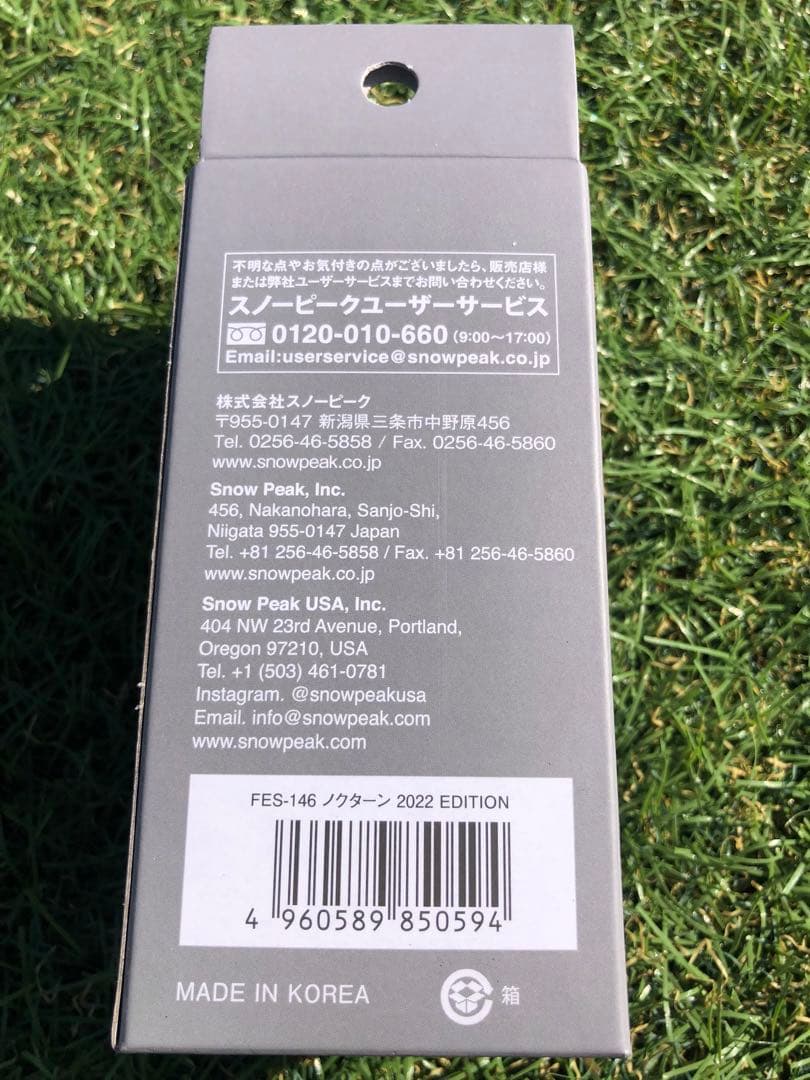 不明な点やお気付きの点がございましたら、販売店様
または弊社ユーザーサービスまでお問い合わせください。
スノーピークユーザーサービス
0120-010-660 (9:00〜17:00)
Email:userservice@snowpeak.co.jp
株式会社スノーピーク
〒955-0147 新潟県三条市中野原456
Tel. 0256-46-5858 / Fax. 0256-46-5860
www.snowpeak.co.jp
Snow Peak, Inc.
456, Nakanohara, Sanjo-Shi,
Niigata 955-0147 Japan
Tel. +81 256-46-5858 / Fax. +81 256-46-5860
www.snowpeak.co.jp
Snow Peak USA, Inc.
404 NW 23rd Avenue, Portland,
Oregon 97210, USA
Tel. +1 (503) 461-0781
Instagram. @snowpeakusa
Email. info@snowpeak.com
www.snowpeak.com
FES-146 ノクターン 2022 EDITION
4 960589 850594
MADE IN KOREA
箱